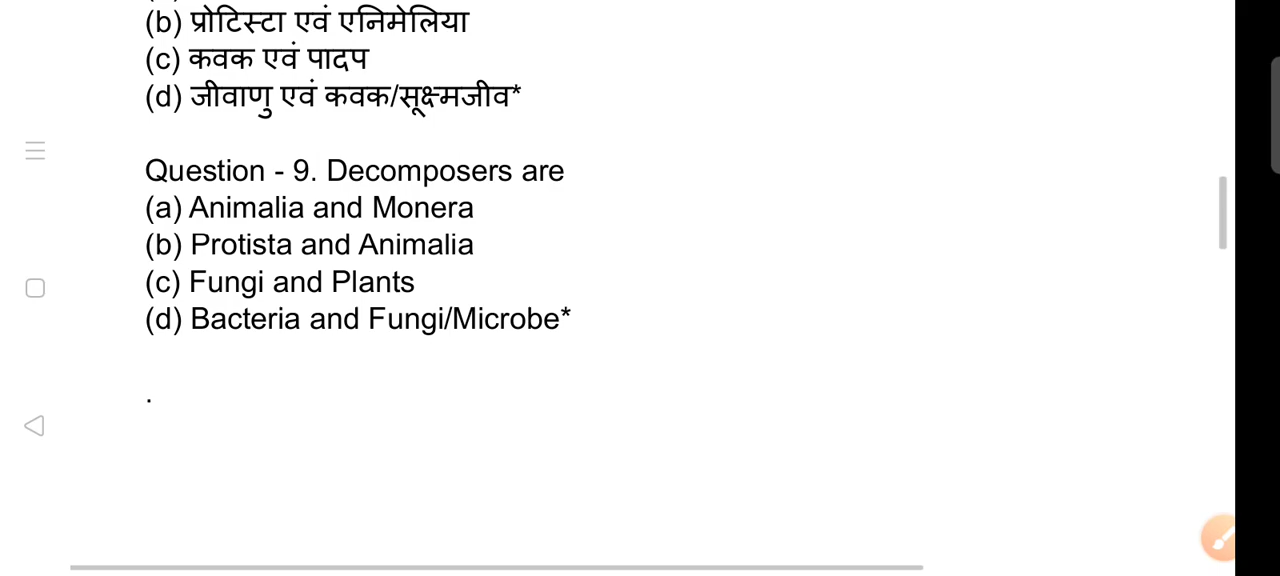 (b) प्रोटिस्टा एवं एनिमेलिया
(c) कवक एवं पादप
(d) जीवाणु एवं कवक/सूक्ष्मजीव*
Question - 9. Decomposers are
(a) Animalia and Monera
(b) Protista and Animalia
(c) Fungi and Plants
(d) Bacteria and Fungi/Microbe*
.